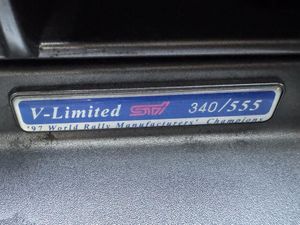 V-Limited STi 340/555
'97 World Rally Manufacturers' Champions